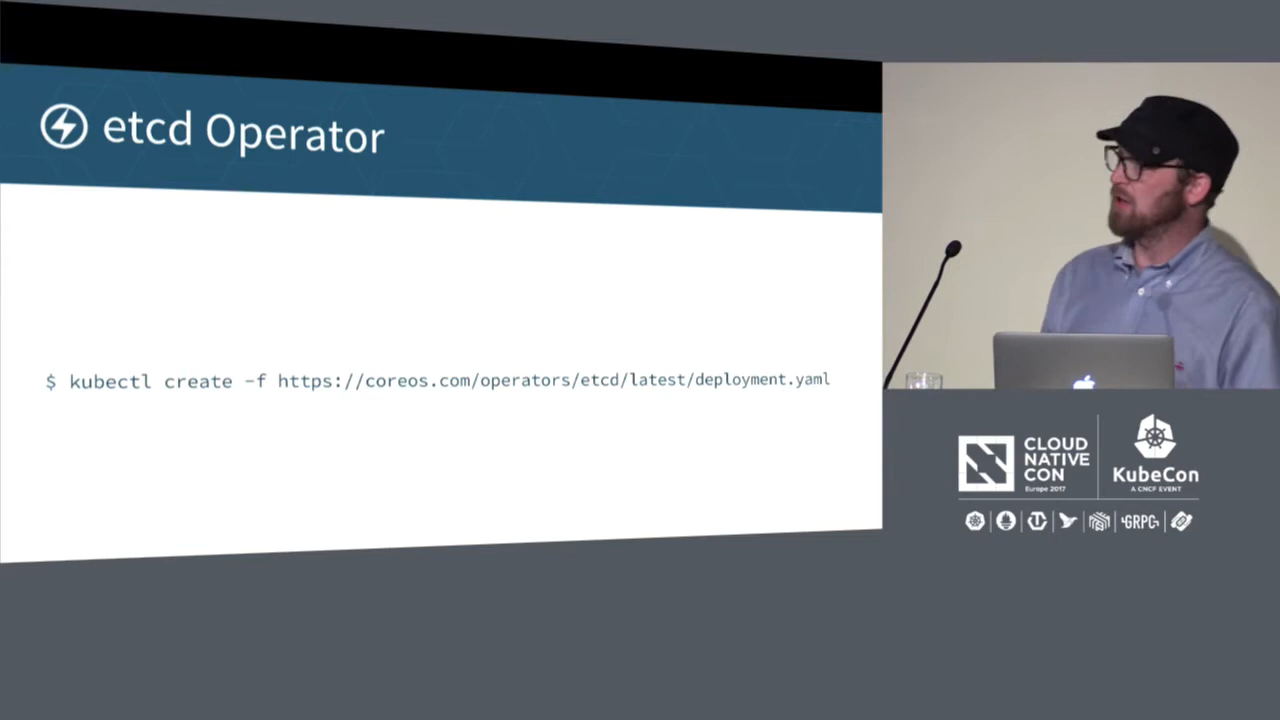 etcd Operator
$ kubectl create -f https://coreos.com/operators/etcd/latest/deployment.yaml
CLOUD
NATIVE
CON
Europe 2017
KubeCon
A CNCF EVENT
GRPC